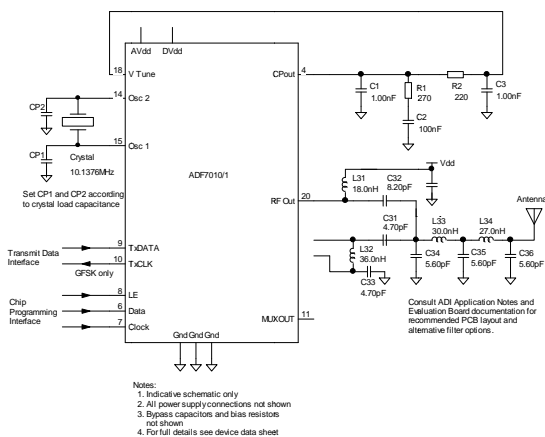 AVdd
DVdd
18
V Tune
CPout
4
14
Osc 2
CP2
15
Osc 1
CP1
Crystal
10.1376MHz
Set CP1 and CP2 according
to crystal load capacitance
ADF7010/1
C1
1.00nF
R1
270
C2
100nF
R2
220
C3
1.00nF
Vdd
L31
18.0nH
C32
8.20pF
RF Out
20
C31
4.70pF
L32
36.0nH
C33
4.70pF
L33
30.0nH
L34
27.0nH
Antenna
C34
5.60pF
C35
5.60pF
C36
5.60pF
Transmit Data
Interface
9
TxDATA
10
TxCLK
GFSK only
Chip
Programming
Interface
8
LE
6
Data
7
Clock
MUXOUT
11
Gnd Gnd Gnd
Consult ADI Application Notes and
Evaluation Board documentation for
recommended PCB layout and
alternative filter options.
Notes:
1. Indicative schematic only
2. All power supply connections not shown
3. Bypass capacitors and bias resistors
not shown
4. For full details see device data sheet